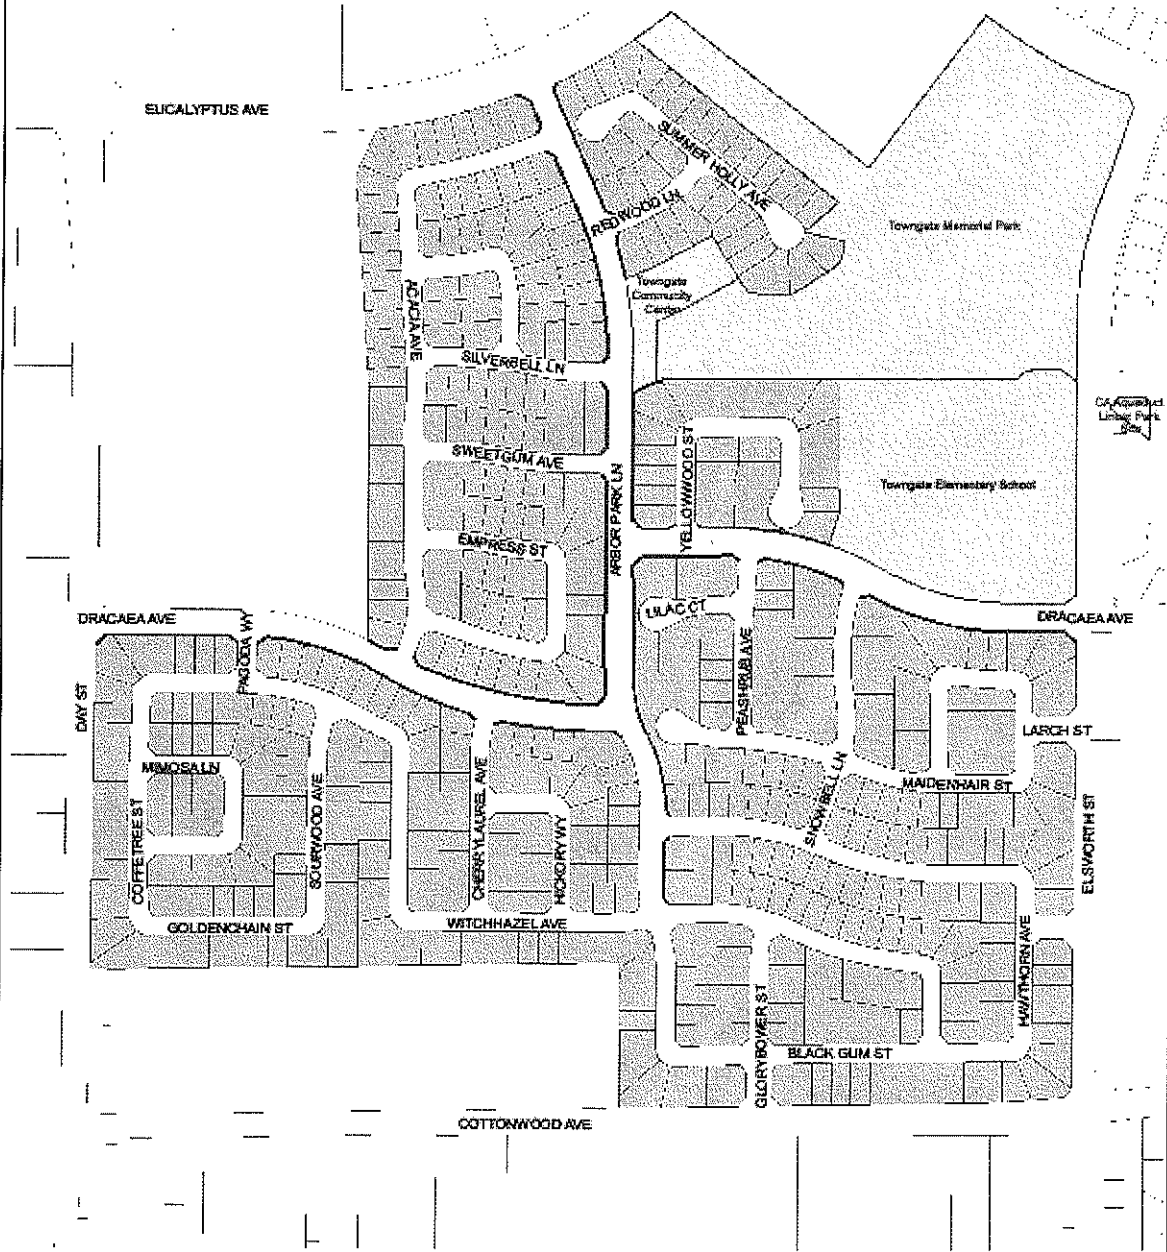 EUCALYPTUS AVE
SUMMER HOLLY AVE
REDWOOD LN
Towngate Memorial Park
Towngate
Community
Center
ACACIA AVE
SILVERBELL LN
CA Aqueduct
Linear Park
Site
SWEETGUM AVE
YELLOWWOOD ST
ARBOR PARK LN
Towngate Elementary School
EMPRESS ST
LILAC CT
DRACAEA AVE
DRACAEA AVE
PAGODA WY
PEASHRUB AVE
DAY ST
LARCH ST
MIMOSA LN
MAIDENHAIR ST
SNOWBELL LN
COFFETREE ST
SOURWOOD AVE
CHERRYLAUREL AVE
HICKORY WY
ELSWORTH ST
GOLDENCHAIN ST
WITCHHAZEL AVE
HAWTHORN AVE
GLORYBOWER ST
BLACK GUM ST
COTTONWOOD AVE